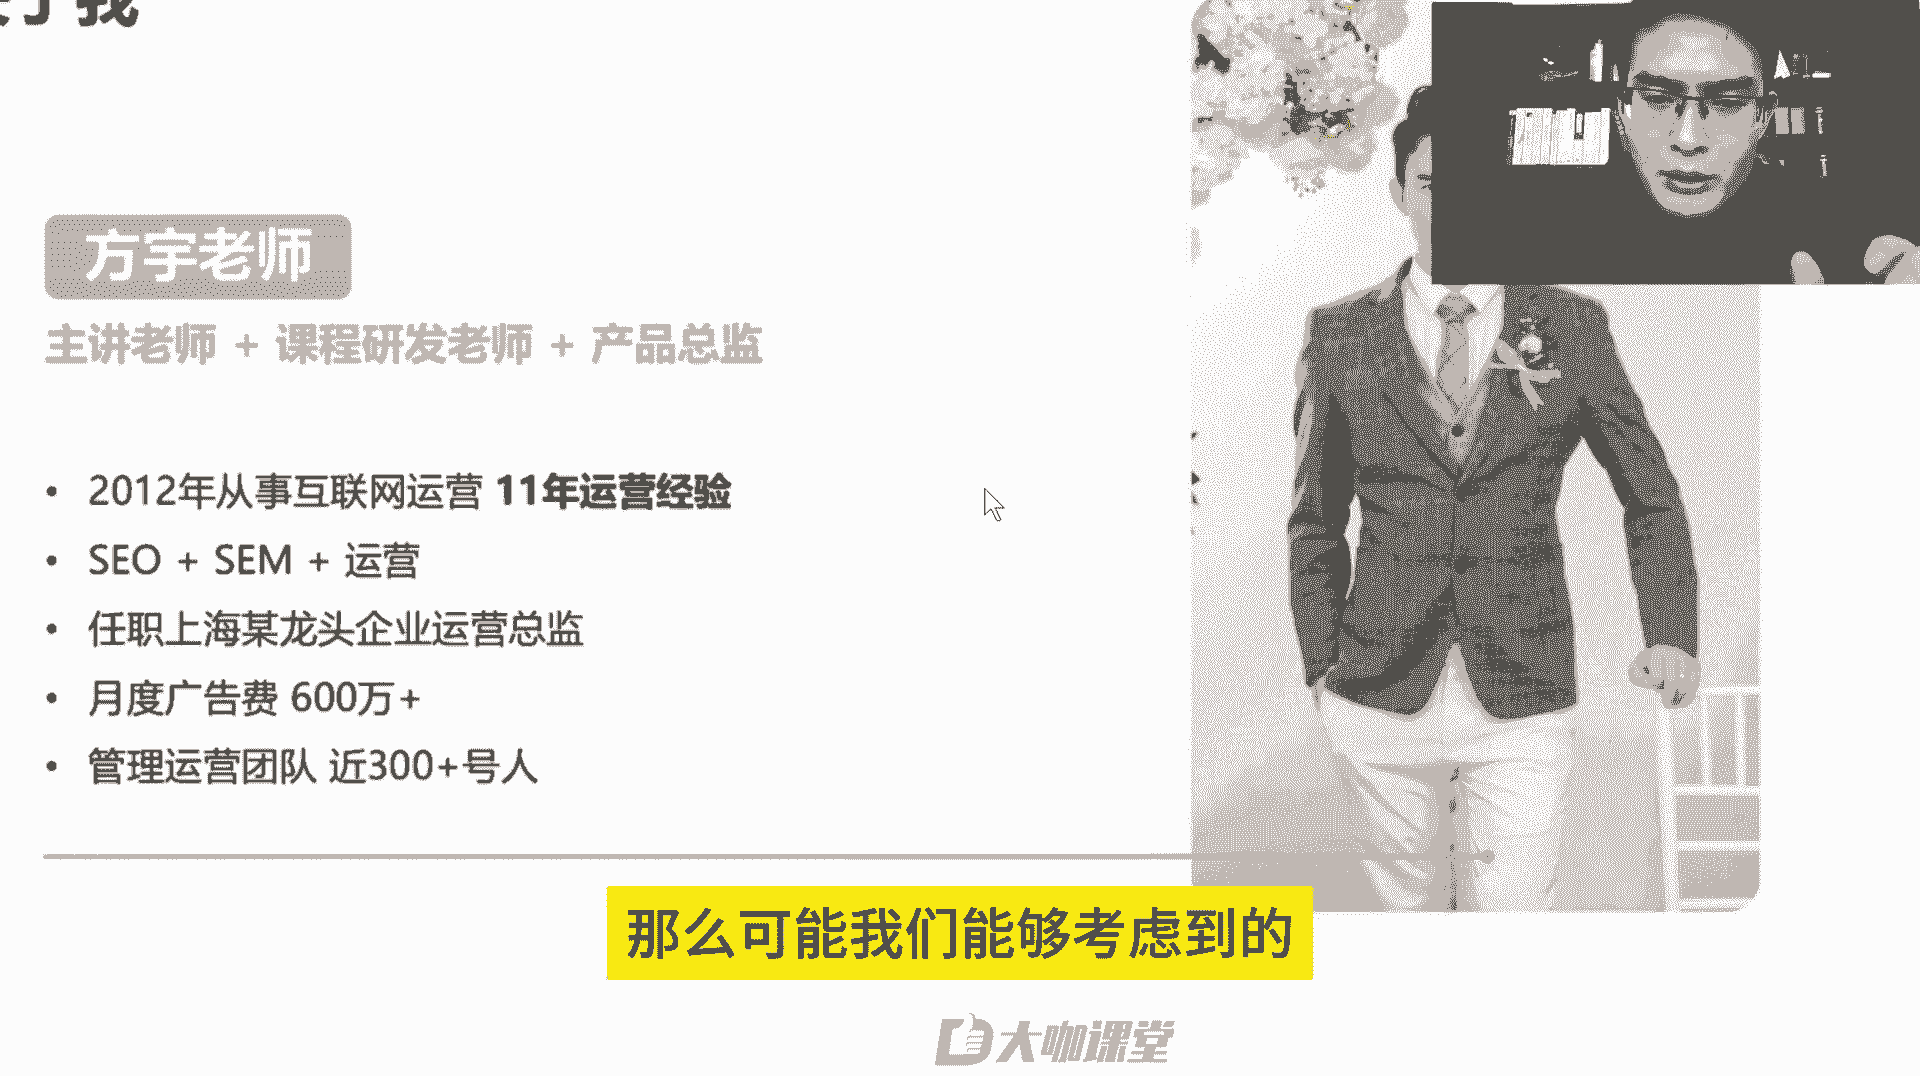 我
方宇老师
主讲老师 + 课程研发老师 + 产品总监
• 2012年从事互联网运营 11年运营经验
• SEO + SEM + 运营
• 任职上海某龙头企业运营总监
• 月度广告费 600万+
• 管理运营团队 近300+号人
那么可能我们能够考虑到的
大咖课堂